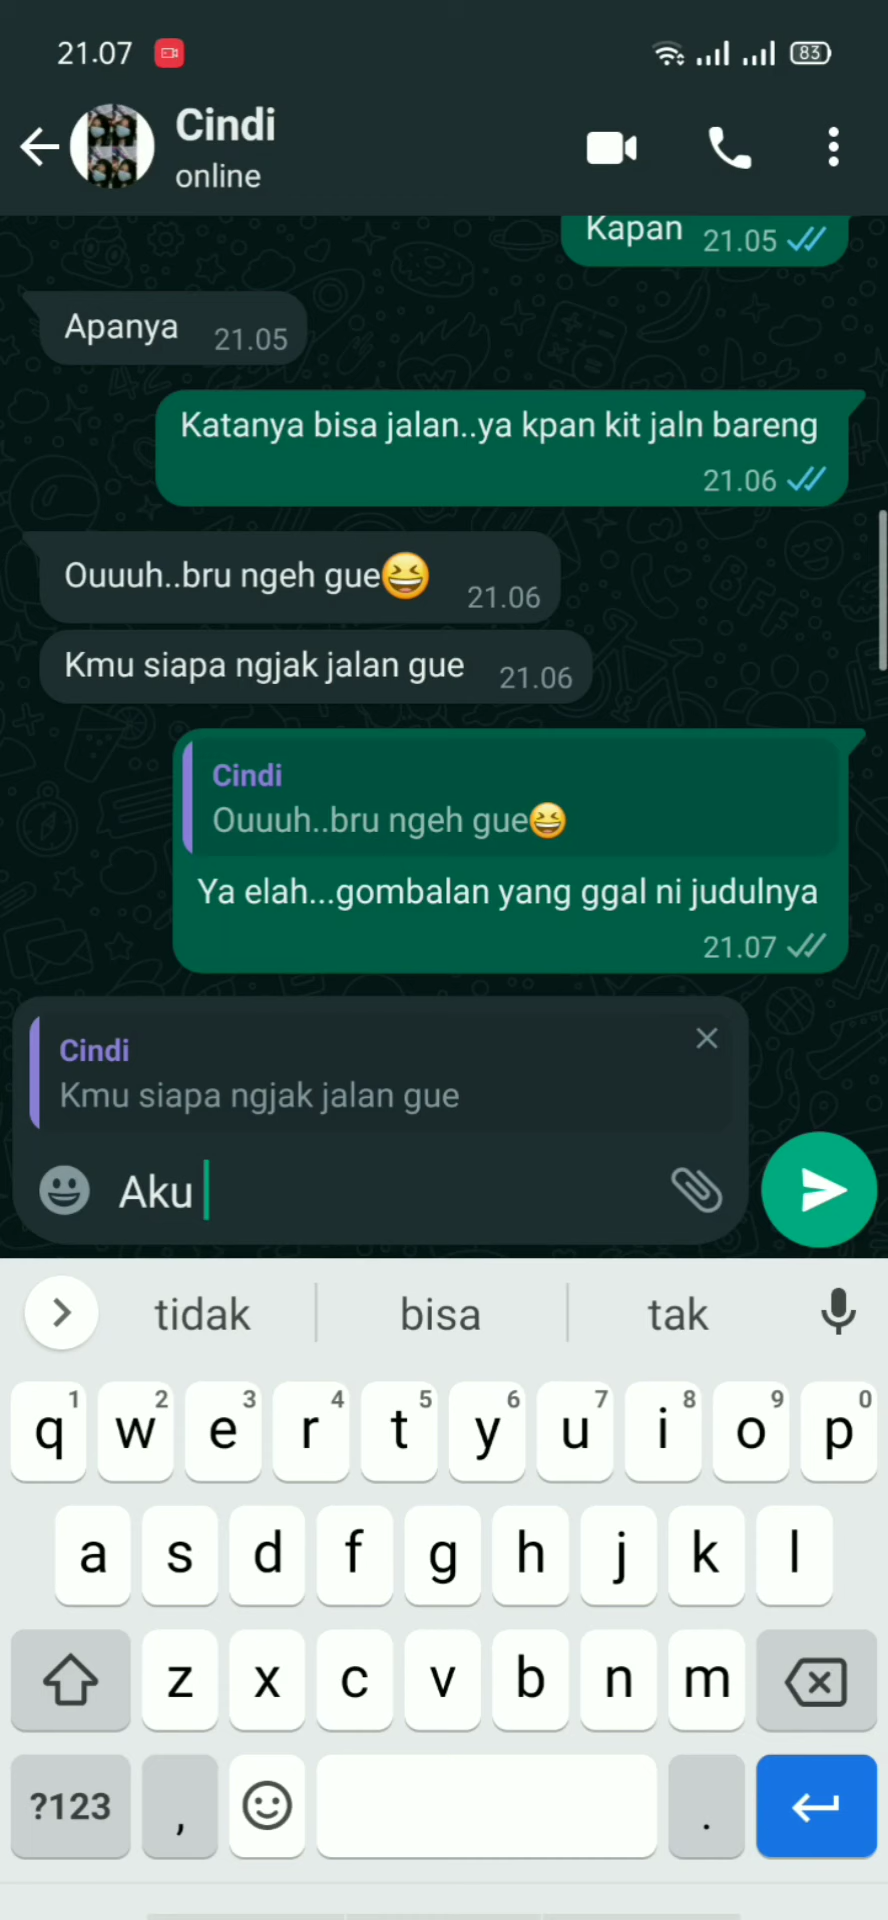 21.07
83
Cindi
online
Kapan 21.05
Apanya 21.05
Katanya bisa jalan..ya kpan kit jaln bareng
21.06
Ouuuh..bru ngeh gue😆 21.06
Kmu siapa ngjak jalan gue 21.06
Cindi
Ouuuh..bru ngeh gue😆
Ya elah...gombalan yang ggal ni judulnya
21.07
Cindi
Kmu siapa ngjak jalan gue
Aku
tidak bisa tak
1 2 3 4 5 6 7 8 9 0
q w e r t y u i o p
a s d f g h j k l
z x c v b n m
?123 , .